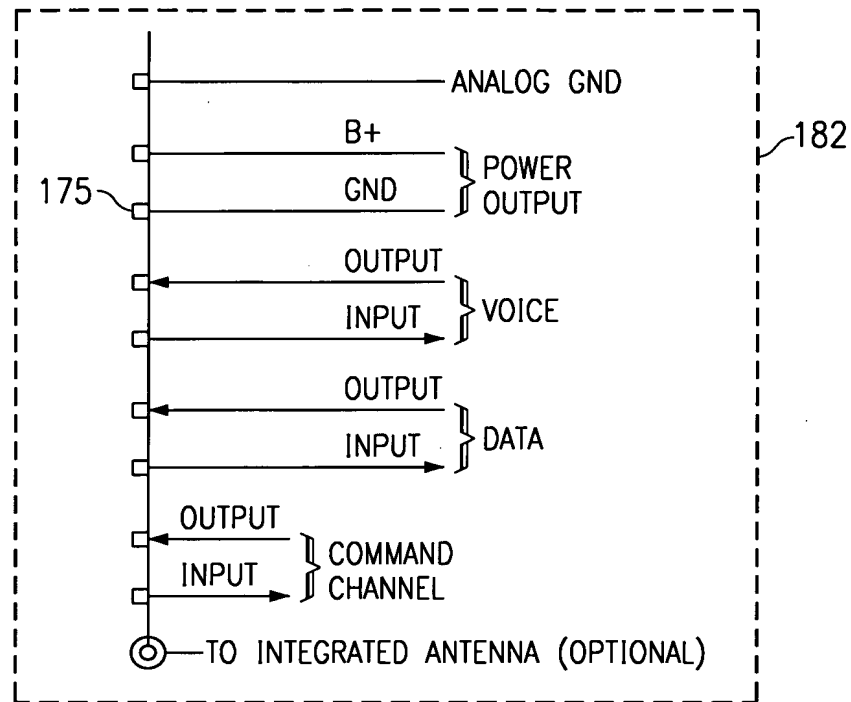 ANALOG GND
B+
182
POWER
175
GND
OUTPUT
OUTPUT
VOICE
INPUT
OUTPUT
DATA
INPUT
OUTPUT
COMMAND
INPUT
CHANNEL
TO INTEGRATED ANTENNA (OPTIONAL)